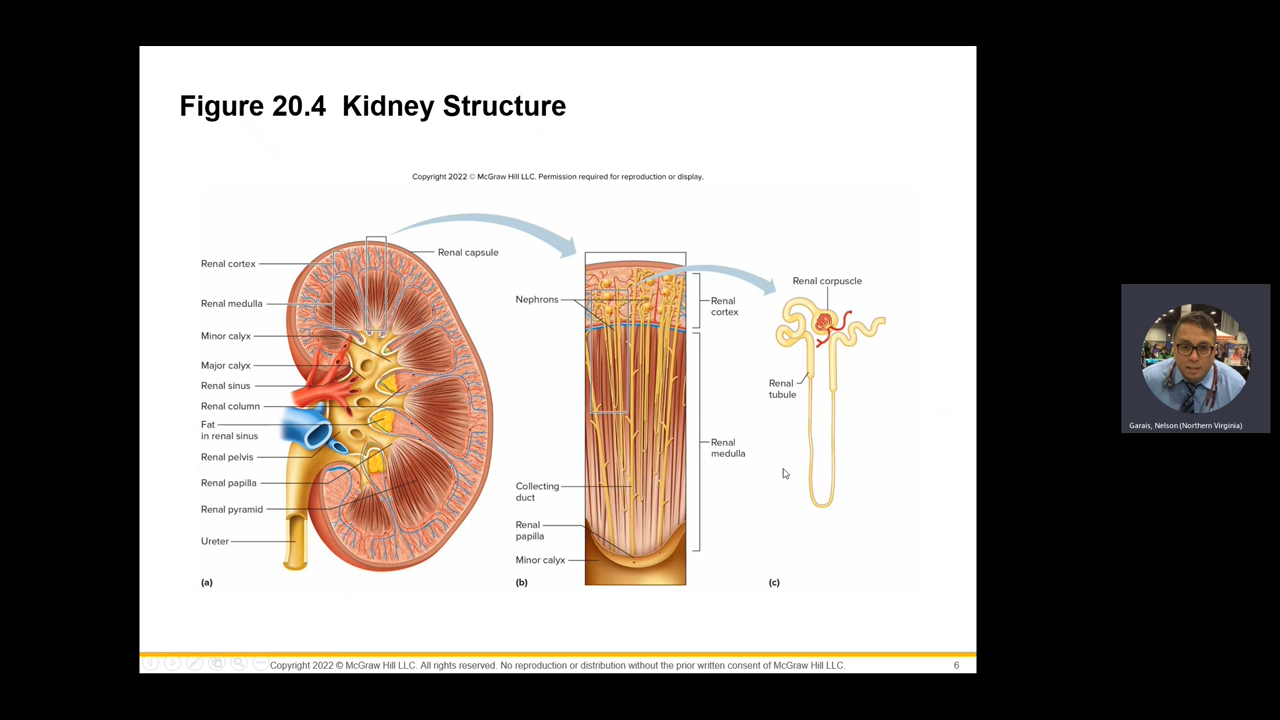 Figure 20.4 Kidney Structure
Copyright 2022 © McGraw Hill LLC. Permission required for reproduction or display.
Renal cortex
Renal medulla
Minor calyx
Major calyx
Renal sinus
Renal column
Fat
in renal sinus
Renal pelvis
Renal papilla
Renal pyramid
Ureter
Renal capsule
(a)
Nephrons
Collecting
duct
Renal
papilla
Minor calyx
Renal
cortex
Renal
medulla
(b)
Renal corpuscle
Renal
tubule
(c)
Copyright 2022 © McGraw Hill LLC. All rights reserved. No reproduction or distribution without the prior written consent of McGraw Hill LLC.
6
Garais, Nelson (Northern Virginia)